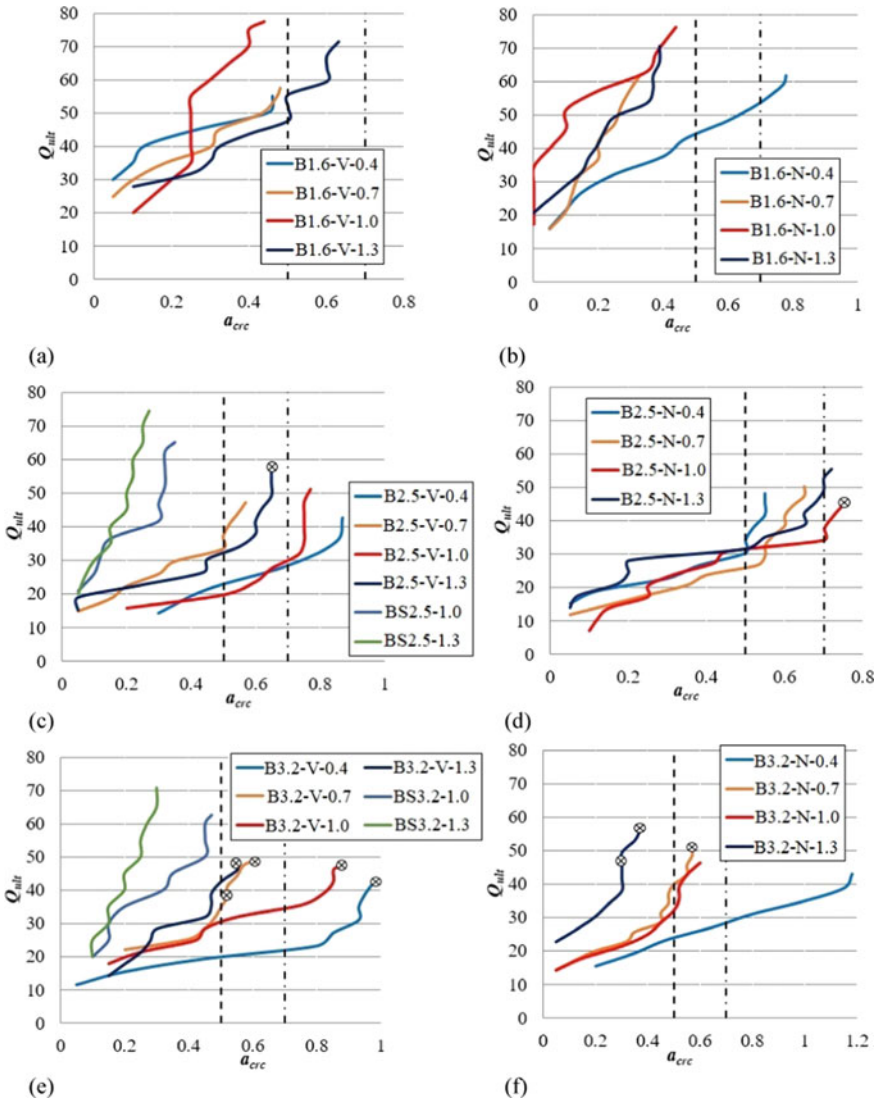 80
70
60
50
40
30
20
10
0
Q_ult
0 0.2 0.4 0.6 0.8
a_crc
B1.6-V-0.4
B1.6-V-0.7
B1.6-V-1.0
B1.6-V-1.3
(a)
80
70
60
50
40
30
20
10
0
Q_ult
0 0.2 0.4 0.6 0.8 1
a_crc
B1.6-N-0.4
B1.6-N-0.7
B1.6-N-1.0
B1.6-N-1.3
(b)
80
70
60
50
40
30
20
10
0
Q_ult
0 0.2 0.4 0.6 0.8 1
a_crc
B2.5-V-0.4
B2.5-V-0.7
B2.5-V-1.0
B2.5-V-1.3
BS2.5-1.0
BS2.5-1.3
(c)
80
70
60
50
40
30
20
10
0
Q_ult
0 0.2 0.4 0.6 0.8
a_crc
B2.5-N-0.4
B2.5-N-0.7
B2.5-N-1.0
B2.5-N-1.3
(d)
80
70
60
50
40
30
20
10
0
Q_ult
0 0.2 0.4 0.6 0.8 1
a_crc
B3.2-V-0.4 B3.2-V-1.3
B3.2-V-0.7 BS3.2-1.0
B3.2-V-1.0 BS3.2-1.3
(e)
80
70
60
50
40
30
20
10
0
Q_ult
0 0.2 0.4 0.6 0.8 1 1.2
a_crc
B3.2-N-0.4
B3.2-N-0.7
B3.2-N-1.0
B3.2-N-1.3
(f)